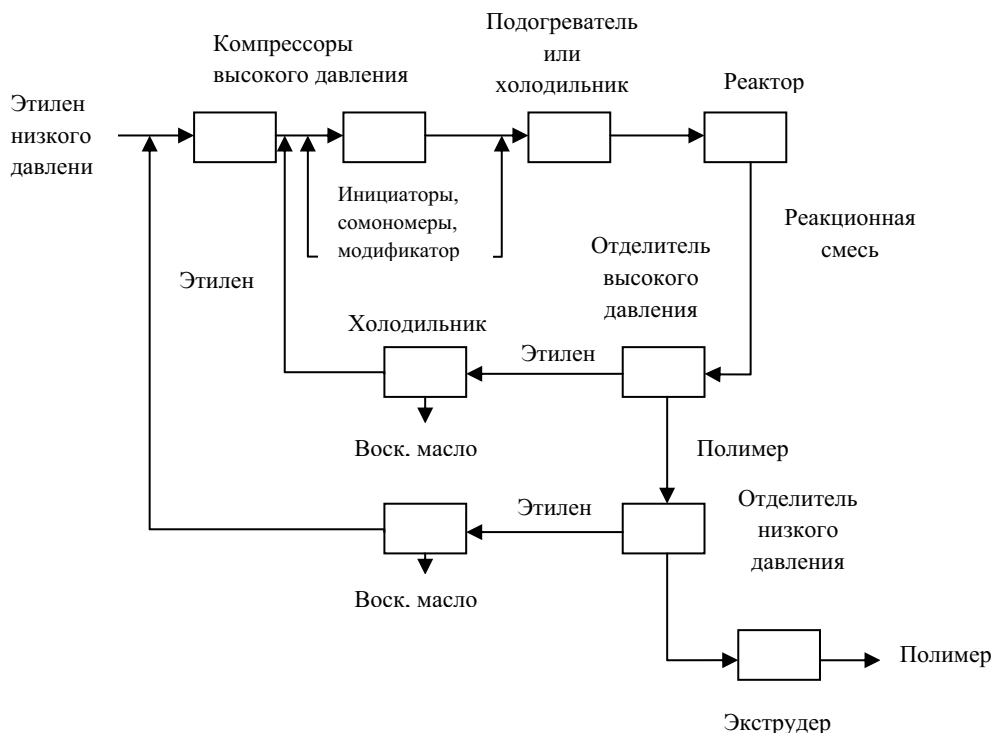 Компрессоры
высокого давления
Подогреватель
или
холодильник
Реактор
Этилен
низкого
давлени
Инициаторы,
сомономеры,
модификатор
Реакционная
смесь
Отделитель
высокого
давления
Этилен
Холодильник
Этилен
Воск. масло
Полимер
Этилен
Отделитель
низкого
давления
Воск. масло
Полимер
Экструдер